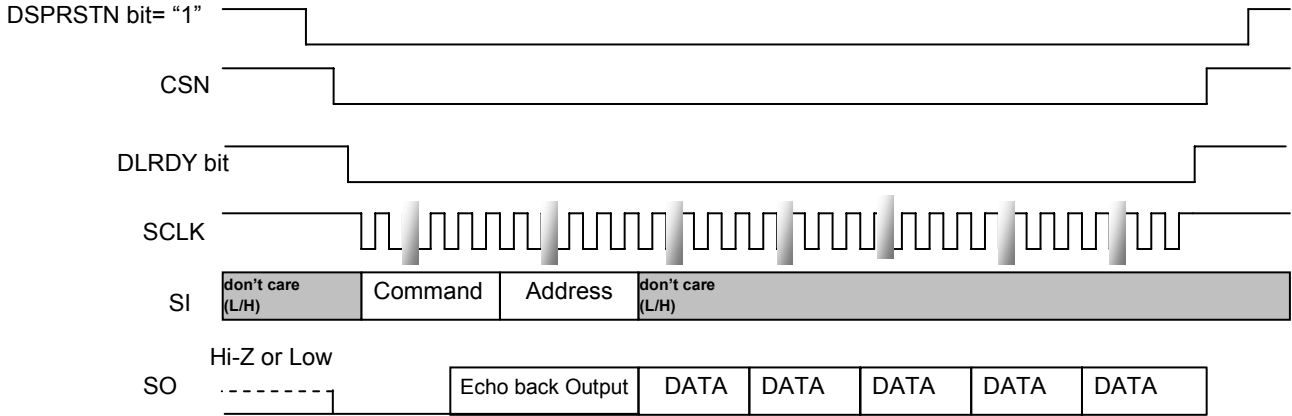 DSPRSTN bit= “1”
CSN
DLRDY bit
SCLK
SI
don’t care
(L/H)
Command
Address
don’t care
(L/H)
Hi-Z or Low
SO
Echo back Output
DATA
DATA
DATA
DATA
DATA